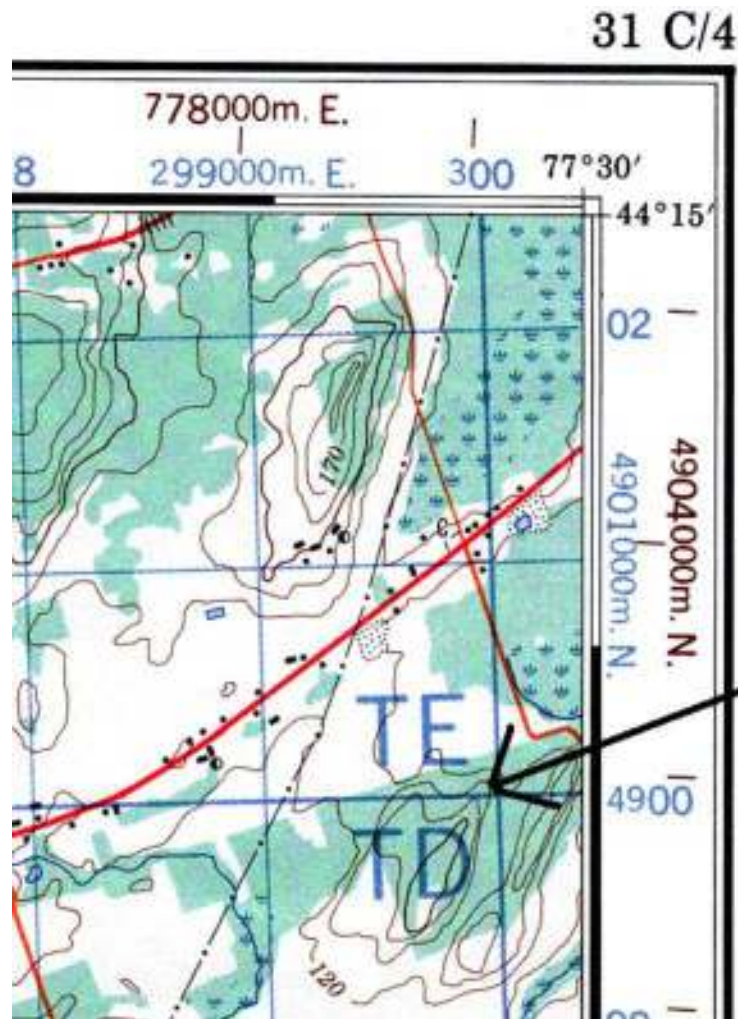 31 C/4
778000m. E.
8 299000m. E. 300 77°30′
44°15′
02
170
4901000m. N.
4904000m. N.
TE
4900
TD
120